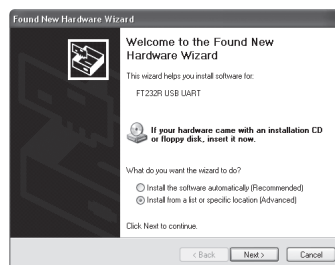 Found New Hardware Wizard
Welcome to the Found New
Hardware Wizard
This wizard helps you install software for:
FT232R USB UART
If your hardware came with an installation CD
or floppy disk, insert it now.
What do you want the wizard to do?
Install the software automatically (Recommended)
Install from a list or specific location (Advanced)
Click Next to continue.
< Back
Next >
Cancel